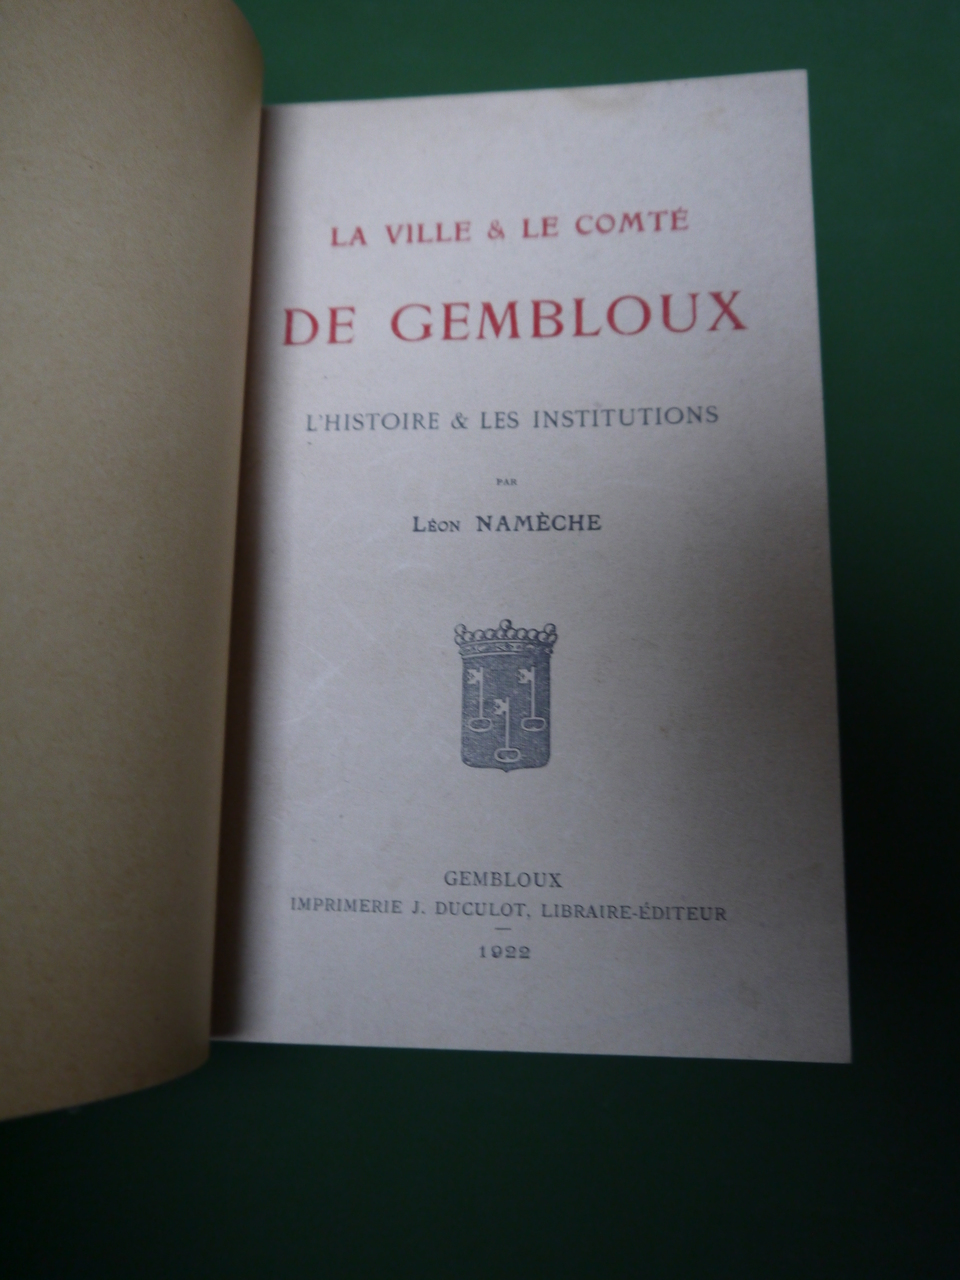 LA VILLE & LE COMTÉ
DE GEMBLOUX
L'HISTOIRE & LES INSTITUTIONS
PAR
LÉON NAMÈCHE
GEMBLOUX
IMPRIMERIE J. DUCULOT, LIBRAIRE-ÉDITEUR
1922